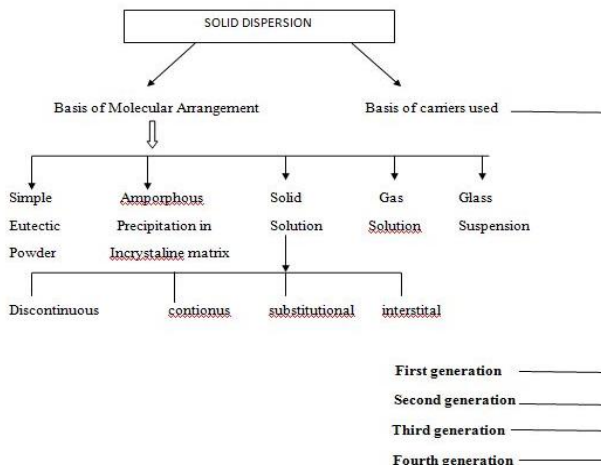 SOLID DISPERSION
Basis of Molecular Arrangement
Basis of carriers used
Simple
Eutectic
Powder
Amporphous
Precipitation in
Incrystaline matrix
Solid
Solution
Gas
Solution
Glass
Suspension
Discontinuous
contionus
substitutional
interstital
First generation
Second generation
Third generation
Fourth generation